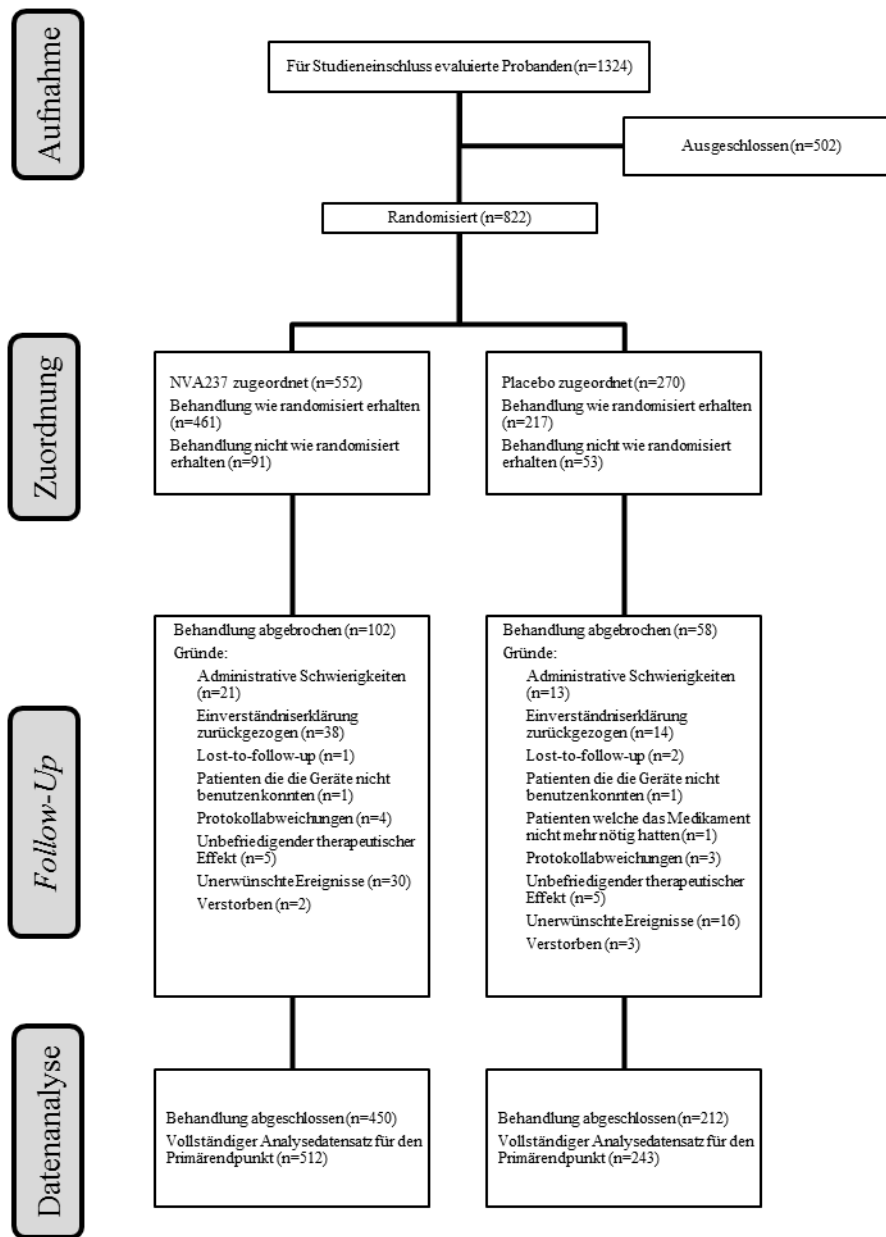 Aufnahme
Für Studieneinschluss evaluierte Probanden (n=1324)
Ausgeschlossen (n=502)
Randomisiert (n=822)
Zuordnung
NVA237 zugeordnet (n=552)
Behandlung wie randomisiert erhalten
(n=461)
Behandlung nicht wie randomisiert
erhalten (n=91)
Placebo zugeordnet (n=270)
Behandlung wie randomisiert erhalten
(n=217)
Behandlung nicht wie randomisiert
erhalten (n=53)
Follow-Up
Behandlung abgebrochen (n=102)
Gründe:
Administrative Schwierigkeiten
(n=21)
Einverständniserklärung
zurückgezogen (n=38)
Lost-to-follow-up (n=1)
Patienten die die Geräte nicht
benutzen konnten (n=1)
Protokollabweichungen (n=4)
Unbefriedigender therapeutischer
Effekt (n=5)
Unerwünschte Ereignisse (n=30)
Verstorben (n=2)
Behandlung abgebrochen (n=58)
Gründe:
Administrative Schwierigkeiten
(n=13)
Einverständniserklärung
zurückgezogen (n=14)
Lost-to-follow-up (n=2)
Patienten die die Geräte nicht
benutzen konnten (n=1)
Patienten welche das Medikament
nicht mehr nötig hatten (n=1)
Protokollabweichungen (n=3)
Unbefriedigender therapeutischer
Effekt (n=5)
Unerwünschte Ereignisse (n=16)
Verstorben (n=3)
Datenanalyse
Behandlung abgeschlossen (n=450)
Vollständiger Analysedatensatz für den
Primärendpunkt (n=512)
Behandlung abgeschlossen (n=212)
Vollständiger Analysedatensatz für den
Primärendpunkt (n=243)